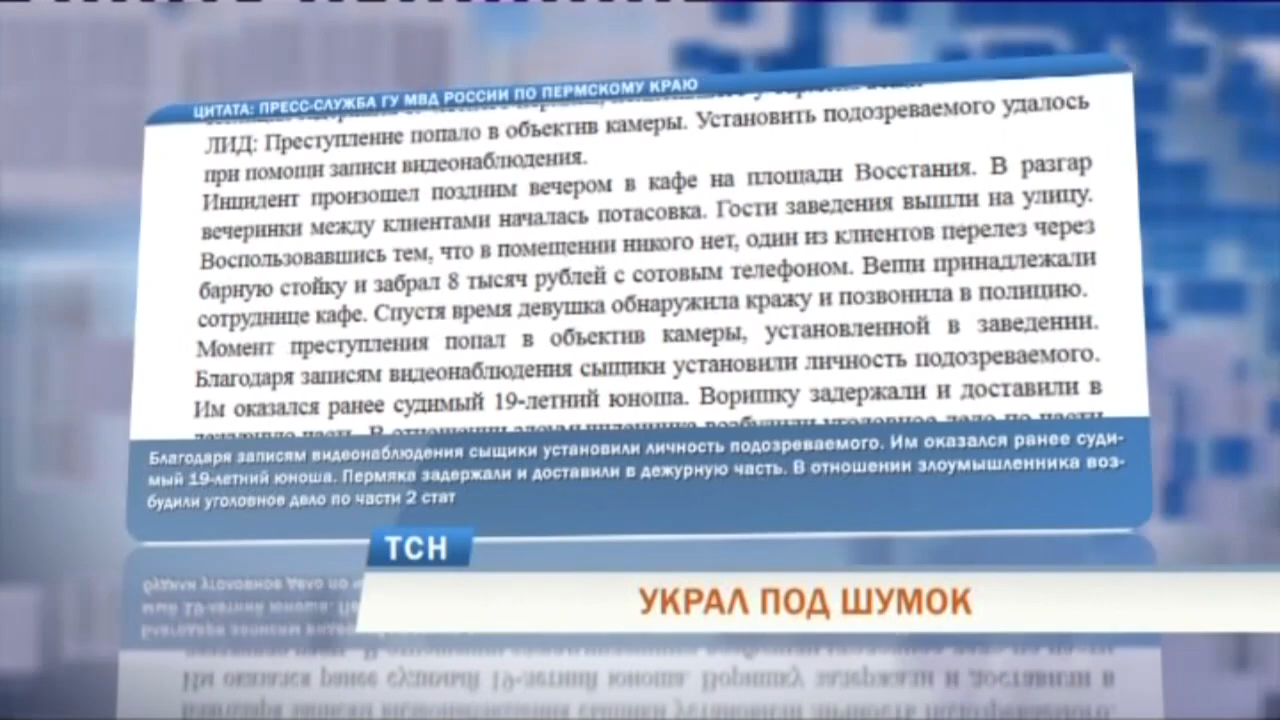 ЦИТАТА: ПРЕСС-СЛУЖБА ГУ МВД РОССИИ ПО ПЕРМСКОМУ КРАЮ
ЛИД: Преступление попало в объектив камеры. Установить подозреваемого удалось
при помощи записи видеонаблюдения.
Инцидент произошел поздним вечером в кафе на площади Восстания. В разгар
вечеринки между клиентами началась потасовка. Гости заведения вышли на улицу.
Воспользовавшись тем, что в помещении никого нет, один из клиентов перелез через
барную стойку и забрал 8 тысяч рублей с сотовым телефоном. Вещи принадлежали
сотруднице кафе. Спустя время девушка обнаружила кражу и позвонила в полицию.
Момент преступления попал в объектив камеры, установленной в заведении.
Благодаря записям видеонаблюдения сыщики установили личность подозреваемого.
Им оказался ранее судимый 19-летний юноша. Воришку задержали и доставили в
Благодаря записям видеонаблюдения сыщики установили личность подозреваемого. Им оказался ранее суди-
мый 19-летний юноша. Пермяка задержали и доставили в дежурную часть. В отношении злоумышленника воз-
будили уголовное дело по части 2 стат
ТСН
УКРАЛ ПОД ШУМОК